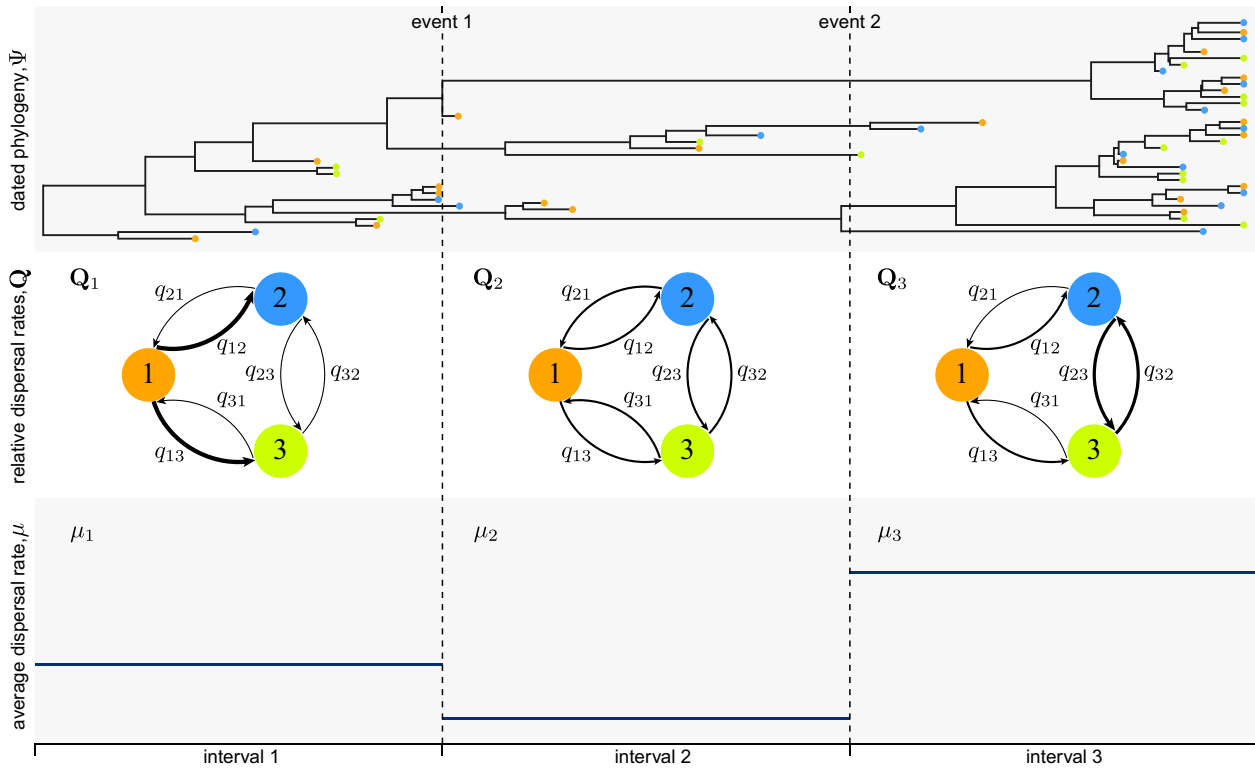 event 1
event 2
dated phylogeny, Ψ
relative dispersal rates, Q
Q₁
q₂₁
2
q₁₂
1
q₂₃
q₃₂
q₃₁
q₁₃
3
Q₂
q₂₁
2
q₁₂
1
q₂₃
q₃₂
q₃₁
q₁₃
3
Q₃
q₂₁
2
q₁₂
1
q₂₃
q₃₂
q₃₁
q₁₃
3
average dispersal rate, μ
μ₁
μ₂
μ₃
interval 1
interval 2
interval 3